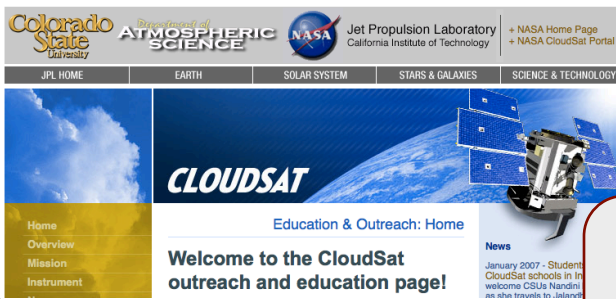 Colorado
State
University
Department of
ATMOSPHERIC
SCIENCE
NASA
Jet Propulsion Laboratory
California Institute of Technology
+ NASA Home Page
+ NASA CloudSat Portal
JPL HOME
EARTH
SOLAR SYSTEM
STARS & GALAXIES
SCIENCE & TECHNOLOGY
CLOUDSAT
Home
Overview
Mission
Instrument
Education & Outreach: Home
Welcome to the CloudSat
outreach and education page!
News
January 2007 - Students
CloudSat schools in In
welcome CSUs Nandini
as she travels to Jalandh